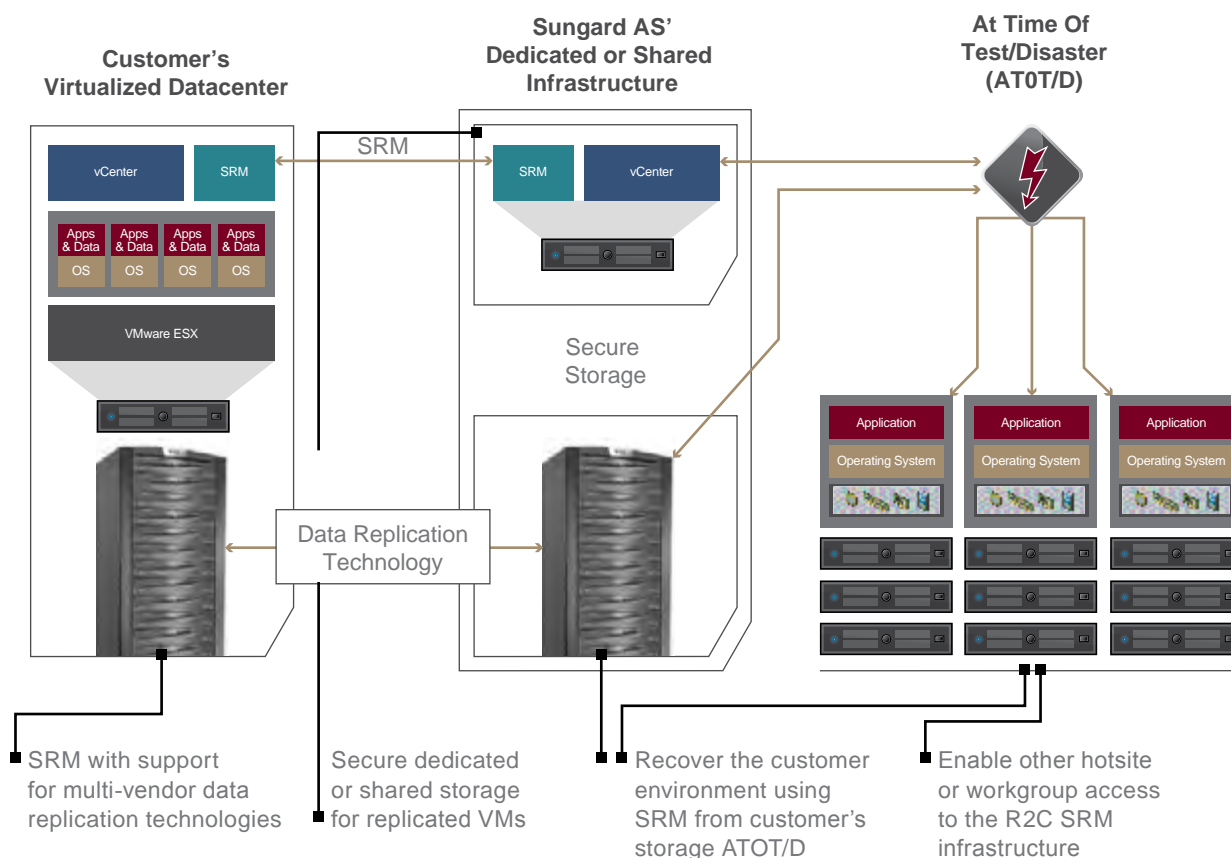 Customer's
Virtualized Datacenter
Sungard AS'
Dedicated or Shared
Infrastructure
At Time Of
Test/Disaster
(AT0T/D)
vCenter
SRM
SRM
SRM
vCenter
Apps
& Data
Apps
& Data
Apps
& Data
Apps
& Data
OS
OS
OS
OS
VMware ESX
Secure
Storage
Data Replication
Technology
Application
Operating System
Application
Operating System
Application
Operating System
SRM with support
for multi-vendor data
replication technologies
Secure dedicated
or shared storage
for replicated VMs
Recover the customer
environment using
SRM from customer's
storage ATOT/D
Enable other hotsite
or workgroup access
to the R2C SRM
infrastructure